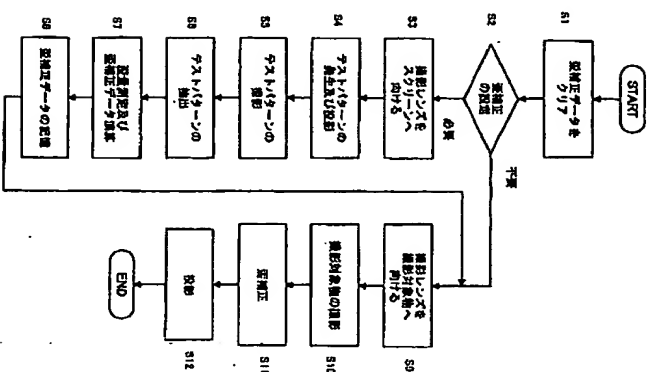 START
S1
歪補正データを
クリア
S2
歪補正
の設定
必要
不要
S3
撮影レンズを
スクリーンへ
向ける
S4
テストパターンの
発生及び投影
S5
テストパターンの
撮影
S6
テストパターンの
抽出
S7
歪量測定及び
歪補正データ演算
S8
歪補正データの記憶
撮影レンズを
撮影対象物へ
向ける
S9
撮影対象物の撮影
S10
歪補正
S11
投影
S12
END